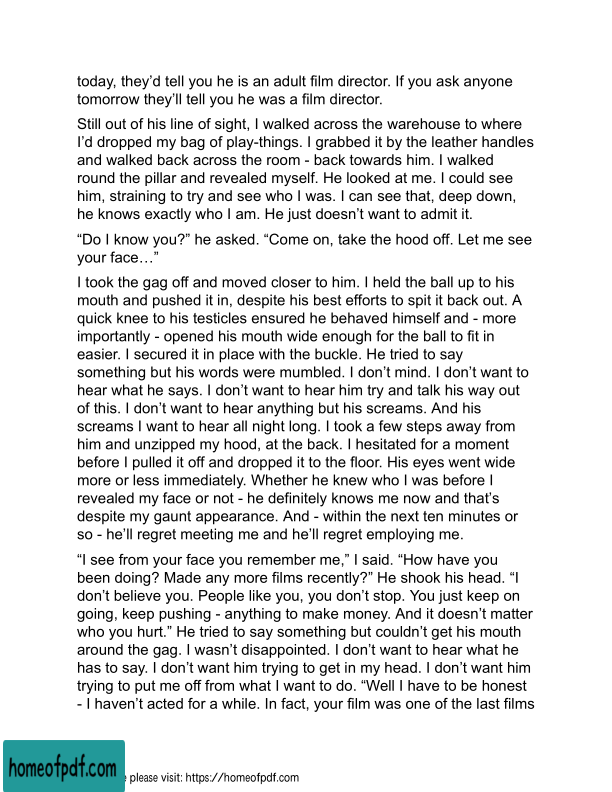 today, they’d tell you he is an adult film director. If you ask anyone
tomorrow they’ll tell you he was a film director.
Still out of his line of sight, I walked across the warehouse to where
I’d dropped my bag of play-things. I grabbed it by the leather handles
and walked back across the room - back towards him. I walked
round the pillar and revealed myself. He looked at me. I could see
him, straining to try and see who I was. I can see that, deep down,
he knows exactly who I am. He just doesn’t want to admit it.
“Do I know you?” he asked. “Come on, take the hood off. Let me see
your face…”
I took the gag off and moved closer to him. I held the ball up to his
mouth and pushed it in, despite his best efforts to spit it back out. A
quick knee to his testicles ensured he behaved himself and - more
importantly - opened his mouth wide enough for the ball to fit in
easier. I secured it in place with the buckle. He tried to say
something but his words were mumbled. I don’t mind. I don’t want to
hear what he says. I don’t want to hear him try and talk his way out
of this. I don’t want to hear anything but his screams. And his
screams I want to hear all night long. I took a few steps away from
him and unzipped my hood, at the back. I hesitated for a moment
before I pulled it off and dropped it to the floor. His eyes went wide
more or less immediately. Whether he knew who I was before I
revealed my face or not - he definitely knows me now and that’s
despite my gaunt appearance. And - within the next ten minutes or
so - he’ll regret meeting me and he’ll regret employing me.
“I see from your face you remember me,” I said. “How have you
been doing? Made any more films recently?” He shook his head. “I
don’t believe you. People like you, you don’t stop. You just keep on
going, keep pushing - anything to make money. And it doesn’t matter
who you hurt.” He tried to say something but couldn’t get his mouth
around the gag. I wasn’t disappointed. I don’t want to hear what he
has to say. I don’t want him trying to get in my head. I don’t want him
trying to put me off from what I want to do. “Well I have to be honest
- I haven’t acted for a while. In fact, your film was one of the last films
homeofpdf.com
please visit: https://homeofpdf.com